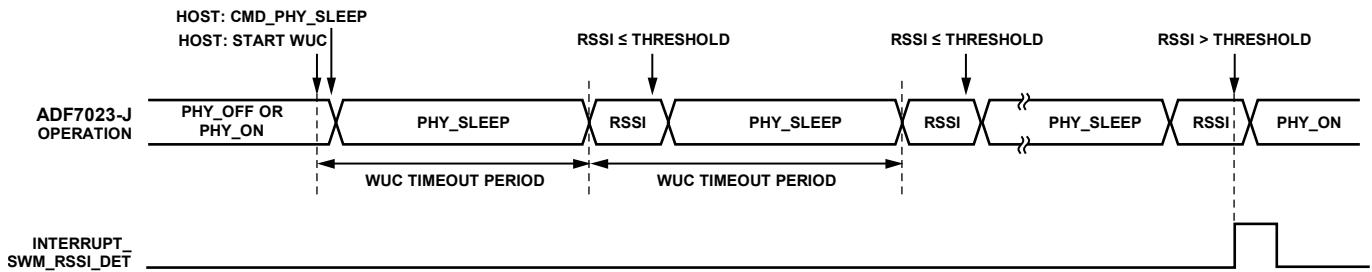 HOST: CMD_PHY_SLEEP
HOST: START WUC
RSSI ≤ THRESHOLD
RSSI ≤ THRESHOLD
RSSI > THRESHOLD
ADF7023-J
OPERATION
PHY_OFF OR
PHY_ON
PHY_SLEEP
RSSI
PHY_SLEEP
RSSI
PHY_SLEEP
RSSI
PHY_ON
WUC TIMEOUT PERIOD
WUC TIMEOUT PERIOD
INTERRUPT_
SWM_RSSI_DET